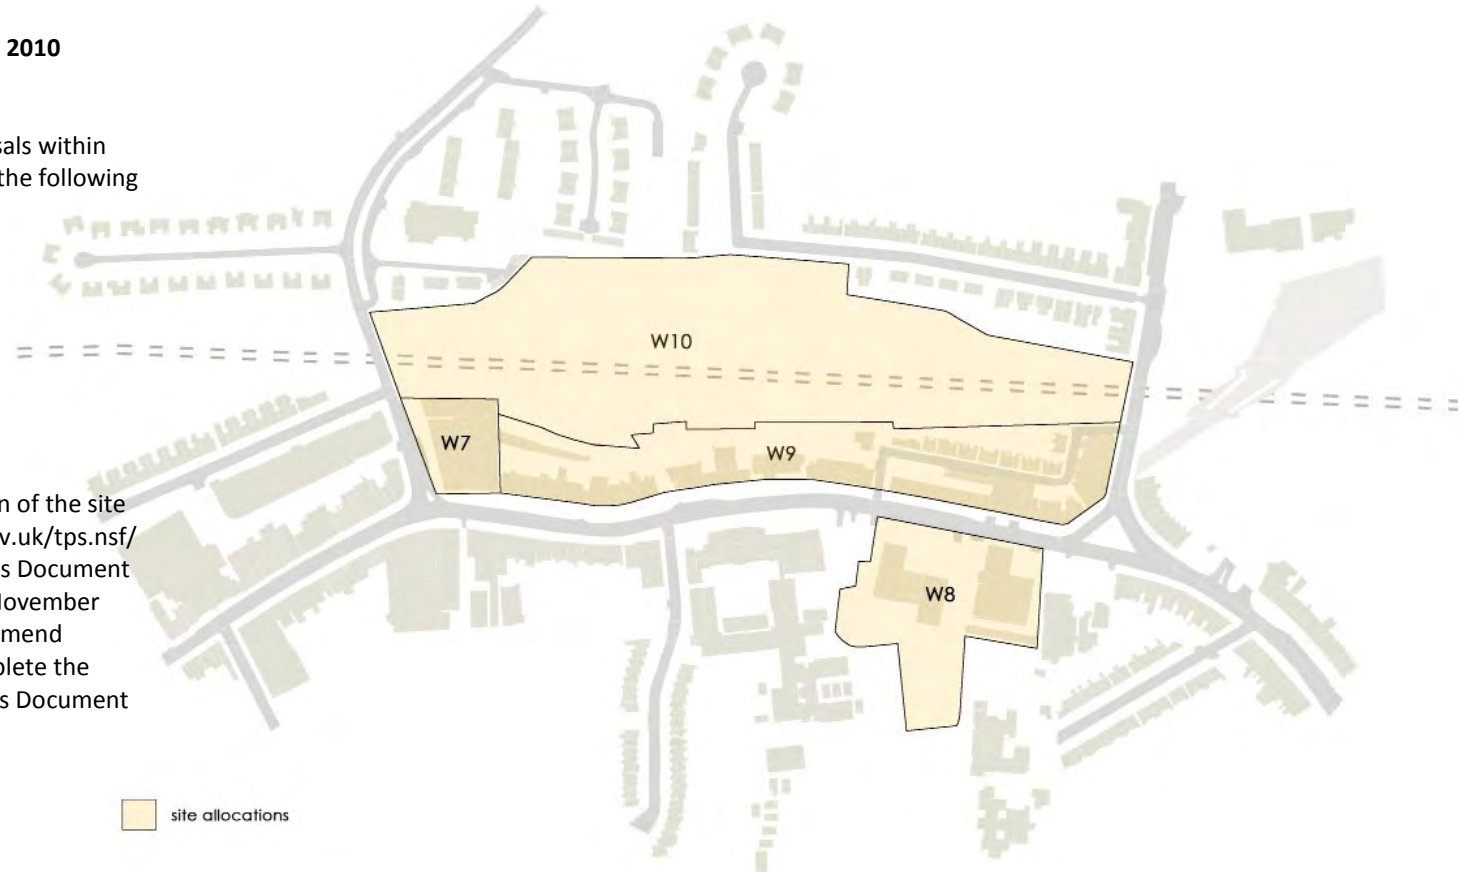 2010
sals within
the following
n of the site
v.uk/tps.nsf/
s Document
November
mend
plete the
s Document
W10
W7
W9
W8
site allocations